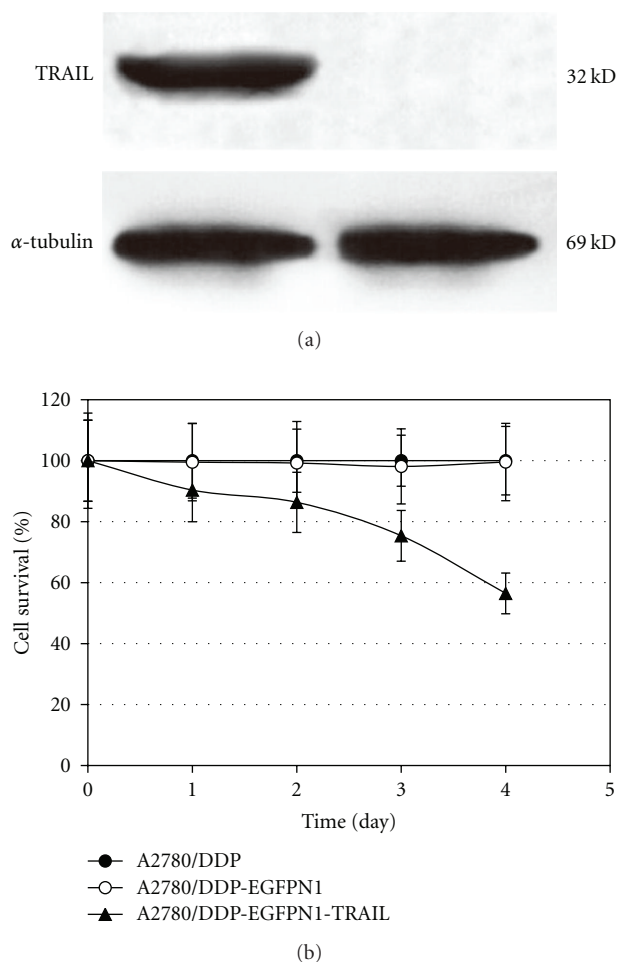 TRAIL
32 kD
α-tubulin
69 kD
(a)
120
100
80
60
40
20
0
Cell survival (%)
0 1 2 3 4 5
Time (day)
A2780/DDP
A2780/DDP-EGFPN1
A2780/DDP-EGFPN1-TRAIL
(b)